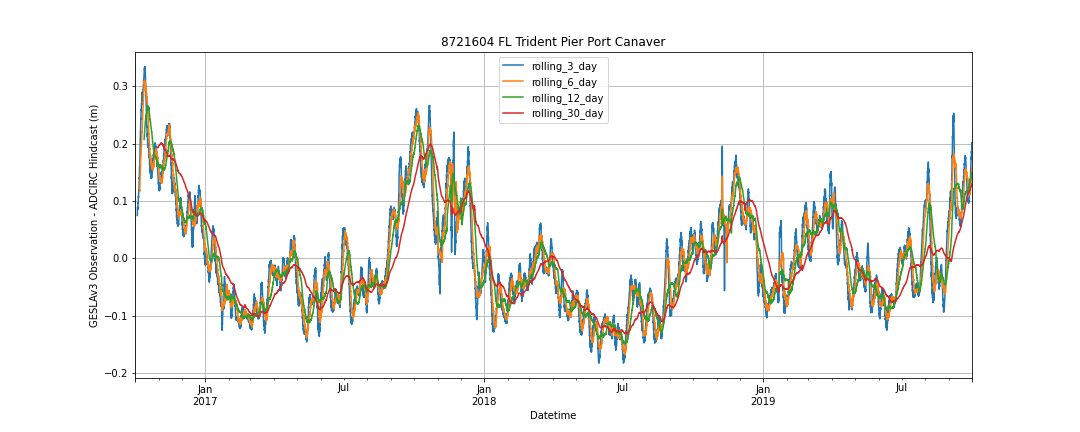 8721604 FL Trident Pier Port Canaver
GESLAv3 Observation - ADCIRC Hindcast (m)
0.3
0.2
0.1
0.0
−0.1
−0.2
rolling_3_day
rolling_6_day
rolling_12_day
rolling_30_day
Jan Jul Jan Jul Jan Jul
2017 2018 2019
Datetime